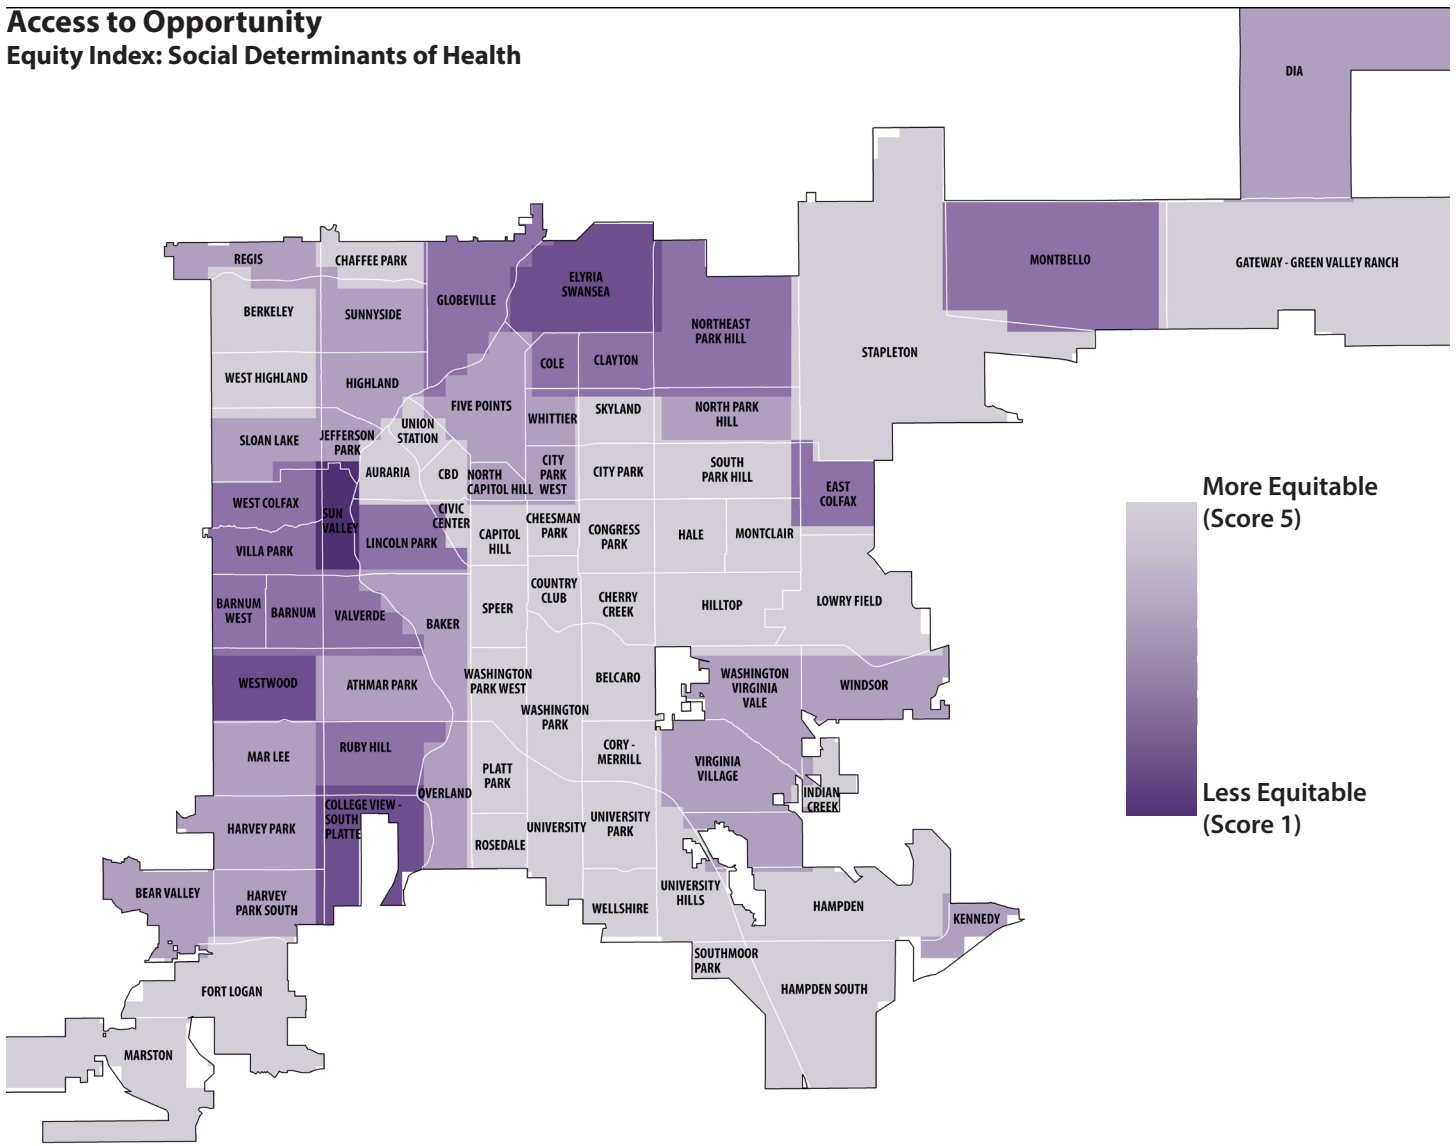 Access to Opportunity
Equity Index: Social Determinants of Health
DIA
REGIS
CHAFFEE PARK
GLOBEVILLE
ELYRIA
SWANSEA
MONTBELLO
GATEWAY - GREEN VALLEY RANCH
BERKELEY
SUNNYSIDE
NORTHEAST
PARK HILL
STAPLETON
COLE
CLAYTON
WEST HIGHLAND
HIGHLAND
FIVE POINTS
WHITTIER
SKYLAND
NORTH PARK
HILL
UNION
STATION
SLOAN LAKE
JEFFERSON
PARK
AURARIA
CBD
NORTH
CAPITOL HILL
CITY
PARK
WEST
CITY PARK
SOUTH
PARK HILL
EAST
COLFAX
WEST COLFAX
SUN
VALLEY
CIVIC
CENTER
LINCOLN PARK
CAPITOL
HILL
CHEESMAN
PARK
CONGRESS
PARK
HALE
MONTCLAIR
VILLA PARK
BARNUM
WEST
BARNUM
VALVERDE
BAKER
SPEER
COUNTRY
CLUB
CHERRY
CREEK
HILLTOP
LOWRY FIELD
WESTWOOD
ATHMAR PARK
WASHINGTON
PARK WEST
WASHINGTON
PARK
BELCARO
WASHINGTON
VIRGINIA
VALE
WINDSOR
MAR LEE
RUBY HILL
PLATT
PARK
CORY -
MERRILL
VIRGINIA
VILLAGE
INDIAN
CREEK
OVERLAND
COLLEGE VIEW -
SOUTH
PLATTE
HARVEY PARK
ROSEDALE
UNIVERSITY
UNIVERSITY
PARK
BEAR VALLEY
HARVEY
PARK SOUTH
WELLSHIRE
UNIVERSITY
HILLS
HAMPDEN
KENNEDY
SOUTHMOOR
PARK
HAMPDEN SOUTH
FORT LOGAN
MARSTON
More Equitable
(Score 5)
Less Equitable
(Score 1)